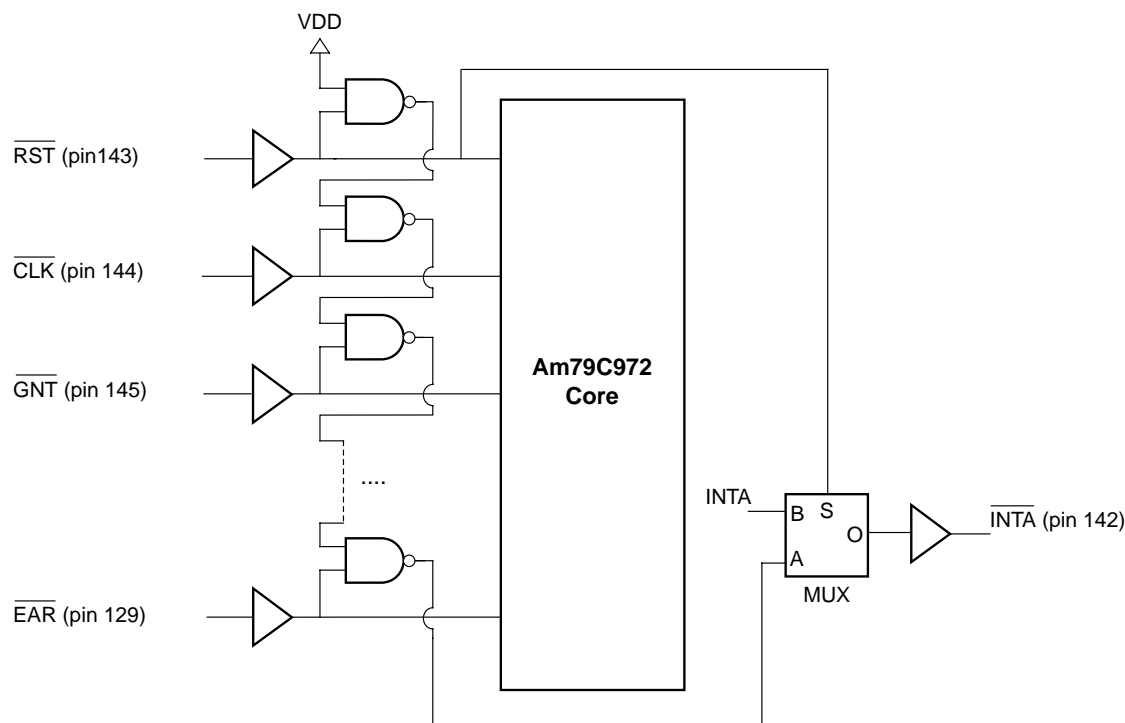 VDD
RST (pin143)
CLK (pin 144)
GNT (pin 145)
Am79C972
Core
....
INTA
B
S
O
A
INTA (pin 142)
MUX
EAR (pin 129)